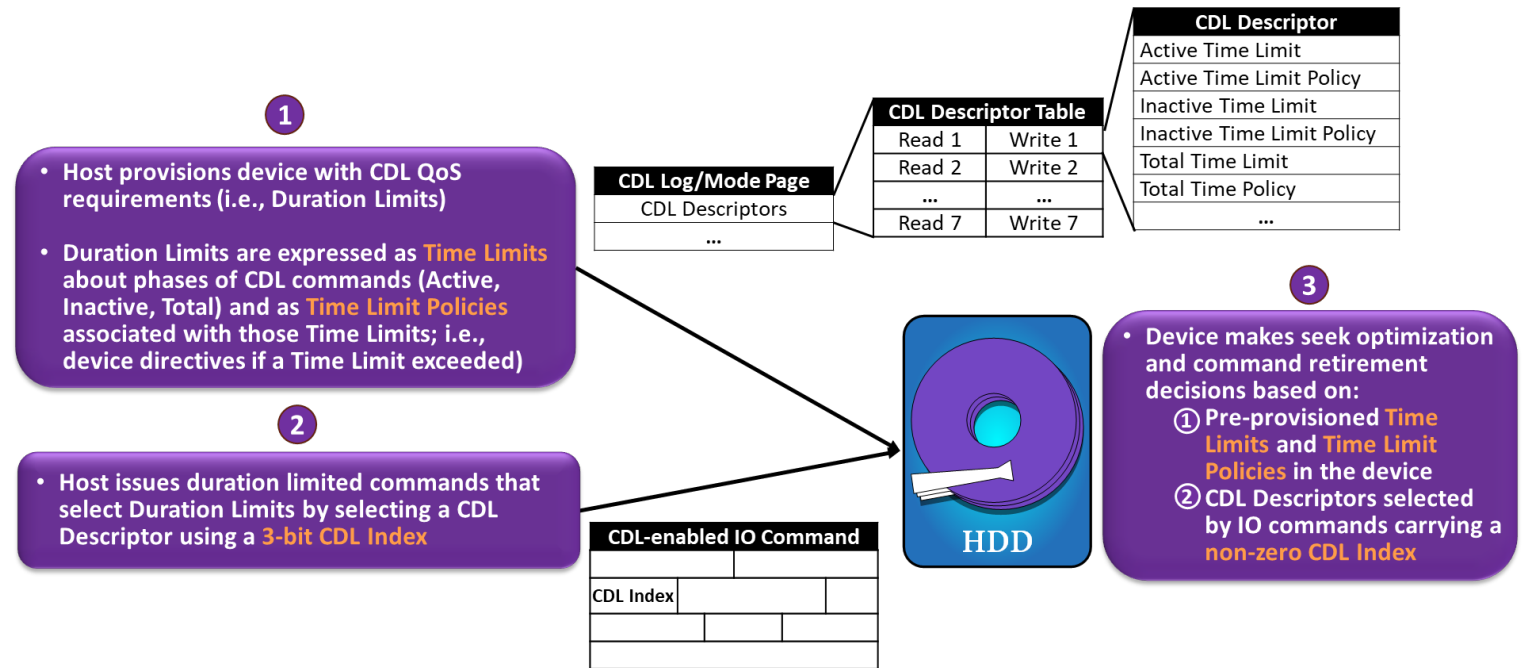 1
• Host provisions device with CDL QoS
requirements (i.e., Duration Limits)
• Duration Limits are expressed as Time Limits
about phases of CDL commands (Active,
Inactive, Total) and as Time Limit Policies
associated with those Time Limits; i.e.,
device directives if a Time Limit exceeded)
2
• Host issues duration limited commands that
select Duration Limits by selecting a CDL
Descriptor using a 3-bit CDL Index
CDL Log/Mode Page
CDL Descriptors
...
CDL Descriptor Table
Read 1 Write 1
Read 2 Write 2
... ...
Read 7 Write 7
CDL Descriptor
Active Time Limit
Active Time Limit Policy
Inactive Time Limit
Inactive Time Limit Policy
Total Time Limit
Total Time Policy
...
CDL-enabled IO Command
CDL Index
HDD
3
• Device makes seek optimization
and command retirement
decisions based on:
① Pre-provisioned Time
Limits and Time Limit
Policies in the device
② CDL Descriptors selected
by IO commands carrying a
non-zero CDL Index